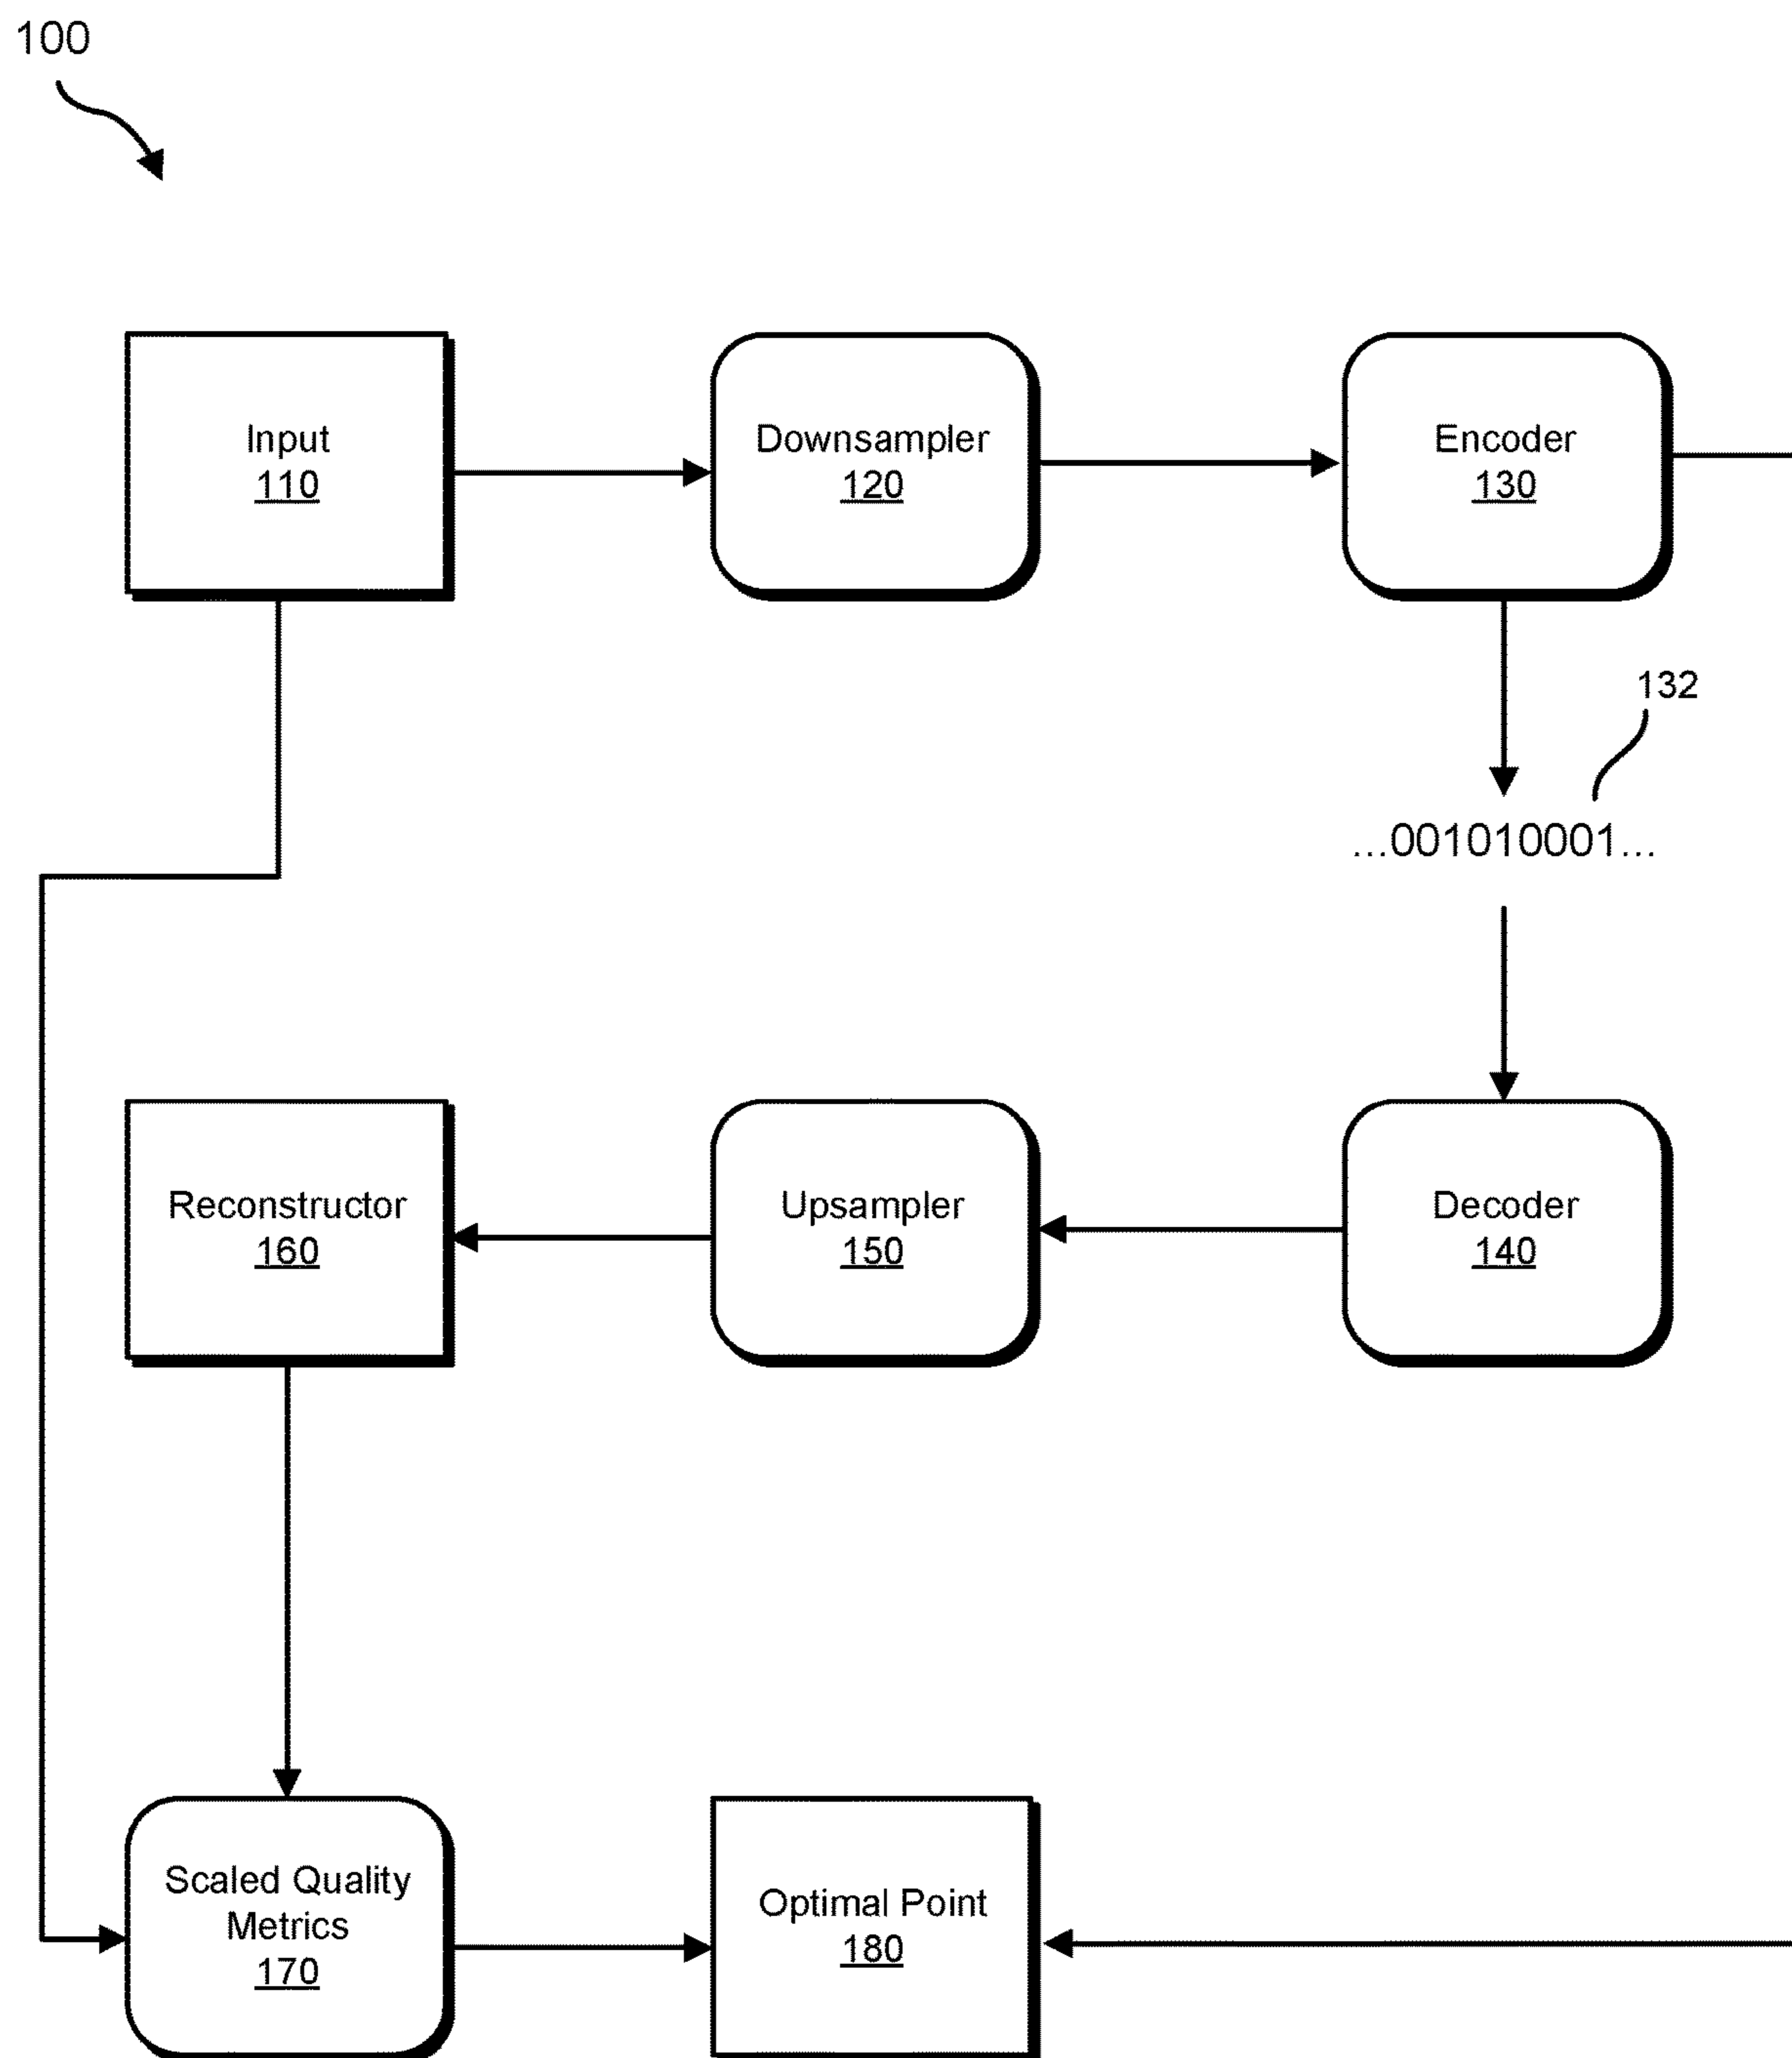 100
Input
110
Downsampler
120
Encoder
130
132
...001010001...
Reconstructor
160
Upsampler
150
Decoder
140
Scaled Quality
Metrics
170
Optimal Point
180